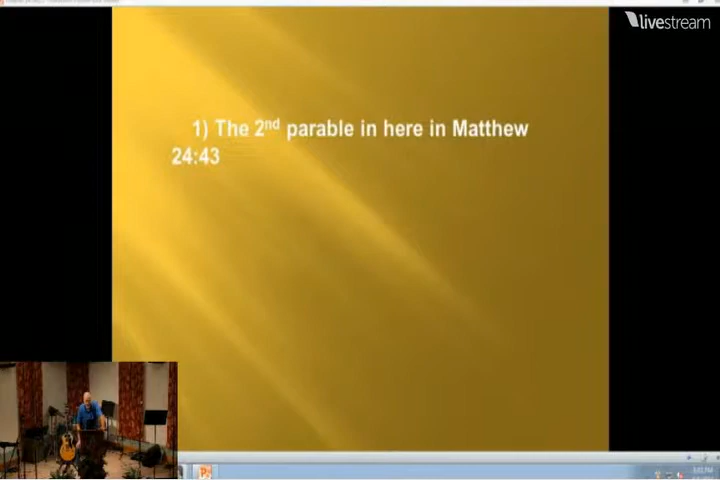 livestream
1) The 2nd parable in here in Matthew
24:43